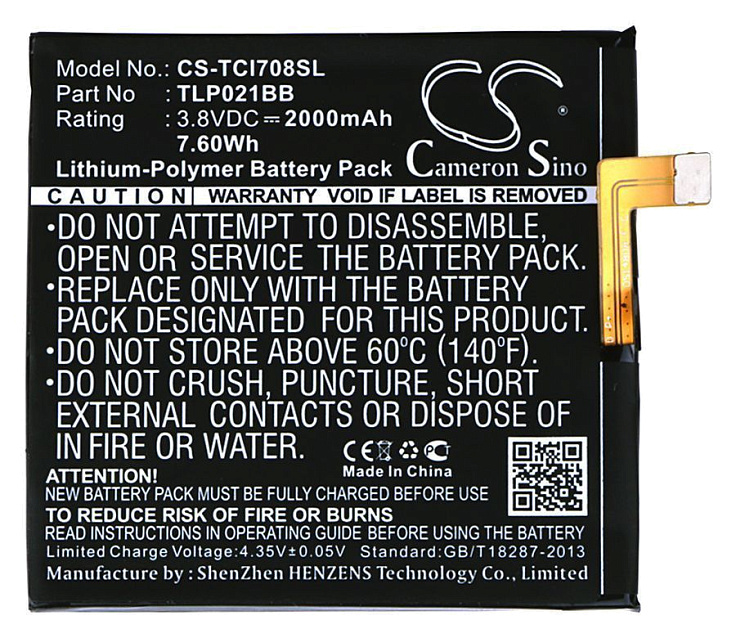 Model No.: CS-TCI708SL
Part No : TLP021BB
Rating : 3.8VDC⎓2000mAh
7.60Wh
Lithium-Polymer Battery Pack
CS
®
Cameron Sino
CAUTION WARRANTY VOID IF LABEL IS REMOVED
•DO NOT ATTEMPT TO DISASSEMBLE,
OPEN OR SERVICE THE BATTERY PACK.
•REPLACE ONLY WITH THE BATTERY
PACK DESIGNATED FOR THIS PRODUCT.
•DO NOT STORE ABOVE 60°C (140°F).
•DO NOT CRUSH, PUNCTURE, SHORT
EXTERNAL CONTACTS OR DISPOSE OF
IN FIRE OR WATER.
CE
Made In China
ATTENTION!
NEW BATTERY PACK MUST BE FULLY CHARGED BEFORE USE
TO REDUCE RISK OF FIRE OR BURNS
READ INSTRUCTIONS IN OPERATING GUIDE BEFORE USING THE BATTERY
Limited Charge Voltage:4.35V±0.05V Standard:GB/T18287-2013
Manufacture by : ShenZhen HENZENS Technology Co., Limited